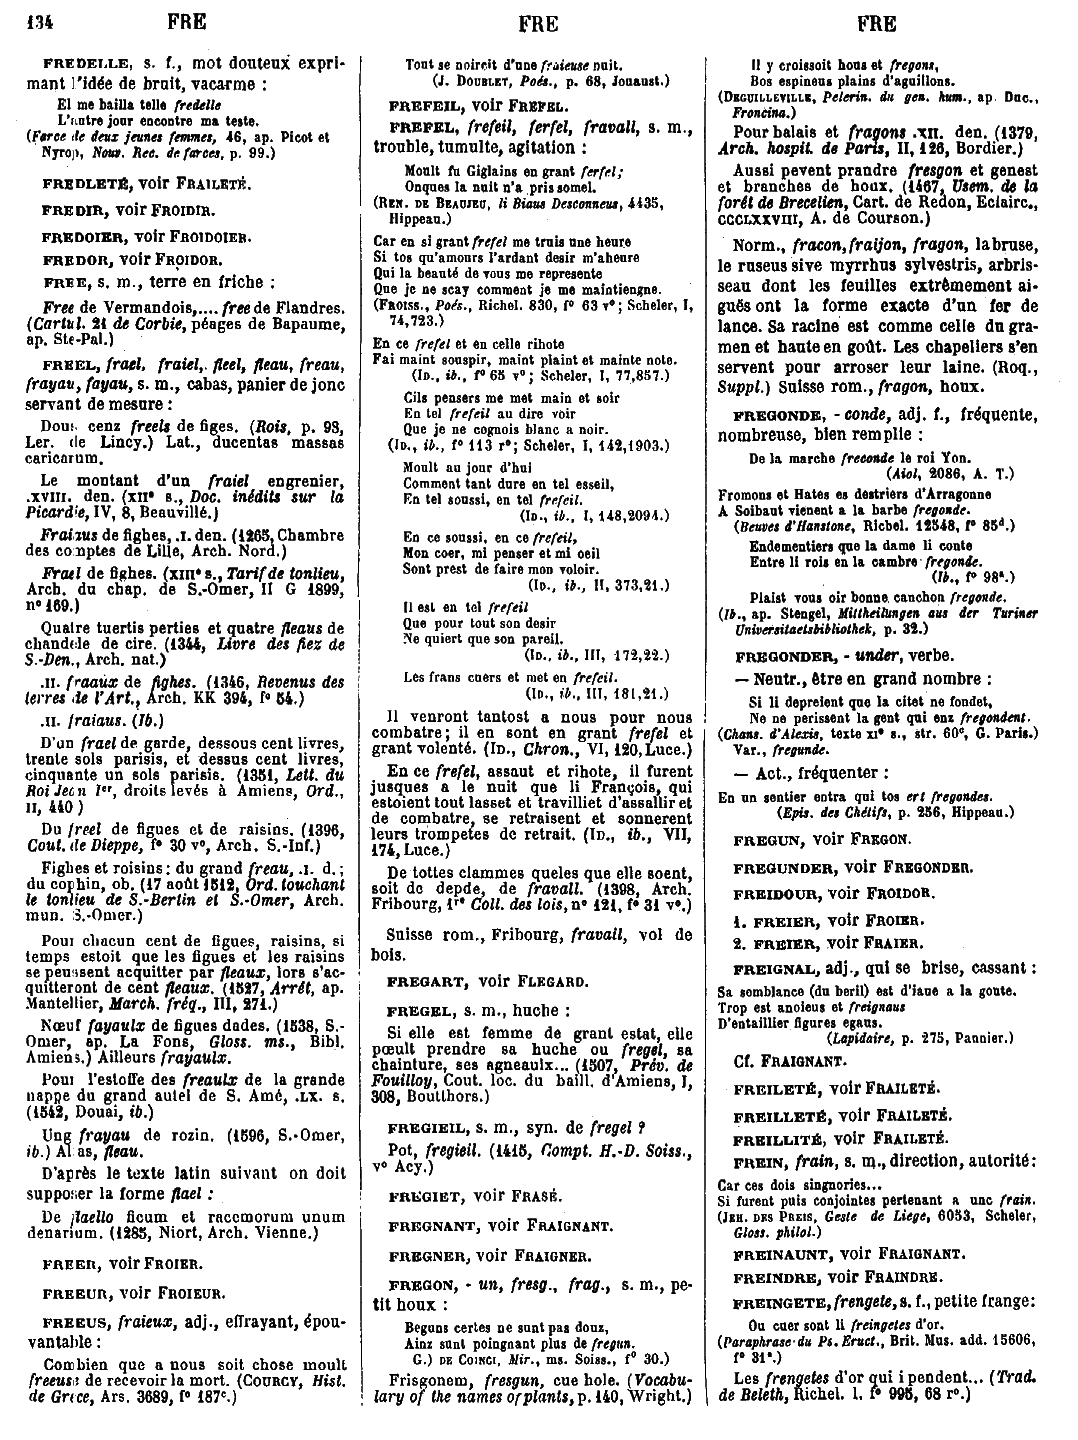 134 FRE FRE FRE
FREDELLE, s. f., mot douteux expri-
mant l'idée de bruit, vacarme :
El me bailla telle fredelle
L'autre jour encontre ma teste.
(Farce de deux jeunes femmes, 46, ap. Picot et
Nyrop, Nouv. Rec. de farces, p. 99.)
FREDLETÉ, voir FRAILETÉ.
FREDIR, voir FROIDIR.
FREDOIER, voir FROIDOIER.
FREDOR, voir FROIDOR.
FREE, s. m., terre en friche :
Free de Vermandois,.... free de Flandres.
(Cartul. 21 de Corbie, péages de Bapaume,
ap. Ste-Pal.)
FREEL, frael, fraiel, fleel, fleau, freau,
frayau, fayau, s. m., cabas, panier de jonc
servant de mesure :
Dous cenz freels de figes. (Rois, p. 98,
Ler. de Lincy.) Lat., ducentas massas
caricarum.
Le montant d'un fraiel engrenier,
.XVIII. den. (XIIe s., Doc. inédits sur la
Picardie, IV, 8, Beauvillé.)
Fraiaus de fighes, .I. den. (1265, Chambre
des comptes de Lille, Arch. Nord.)
Frael de fighes. (XIIIe s., Tarif de tonlieu,
Arch. du chap. de S.-Omer, II G 1899,
n° 169.)
Quatre tuertis perties et quatre fleaus de
chandele de cire. (1344, Livre des fiez de
S.-Den., Arch. nat.)
.II. fraaux de fighes. (1346, Revenus des
terres de l'Art., Arch. KK 394, f° 54.)
.II. fraiaus. (Ib.)
D'un frael de garde, dessous cent livres,
trente sols parisis, et dessus cent livres,
cinquante un sols parisis. (1351, Lett. du
Roi Jean Ier, droits levés à Amiens, Ord.,
II, 440)
Du freel de figues et de raisins. (1396,
Cout. de Dieppe, f° 30 v°, Arch. S.-Inf.)
Fighes et roisins : du grand freau, .I. d. ;
du cophin, ob. (17 août 1512, Ord. touchant
le tonlieu de S.-Bertin et S.-Omer, Arch.
mun. S.-Omer.)
Pour chacun cent de figues, raisins, si
temps estoit que les figues et les raisins
se peussent acquitter par fleaux, lors s'ac-
quitteront de cent fleaux. (1527, Arrêt, ap.
Mantellier, March. fréq., III, 271.)
Nœuf fayaulx de figues dades. (1538, S.-
Omer, ap. La Fons, Gloss. ms., Bibl.
Amiens.) Ailleurs frayaulx.
Pour l'estoffe des freaulx de la grande
nappe du grand autel de S. Amé, .LX. s.
(1542, Douai, ib.)
Ung frayau de rozin. (1596, S.-Omer,
ib.) Al as, fleau.
D'après le texte latin suivant on doit
supposer la forme flael :
De flaello ficum et racemorum unum
denarium. (1285, Niort, Arch. Vienne.)
FREER, voir FROIER.
FREEUR, voir FROIEUR.
FREEUS, fraieux, adj., effrayant, épou-
vantable :
Combien que a nous soit chose moult
freeuse de recevoir la mort. (COURCY, Hist.
de Grece, Ars. 3689, f° 187c.)
Tout se noircit d'une fraieuse nuit.
(J. DOUBLET, Poés., p. 68, Jouaust.)
FREFEIL, voir FREFEL.
FREFEL, frefeil, ferfel, fravall, s. m.,
trouble, tumulte, agitation :
Moult fu Giglains en grant ferfel;
Onques la nuit n'a pris somel.
(REN. DE BEAUJEU, li Biaus Desconneus, 4435,
Hippeau.)
Car en si grant frefel me truis une heure
Si tos qu'amours l'ardant desir m'aheure
Qui la beauté de vous me represente
Que je ne scay comment je me maintiengne.
(FROISS., Poés., Richel. 830, f° 63 v°; Scheler, I,
74,723.)
En ce frefel et en celle rihote
Fai maint souspir, maint plaint et mainte note.
(ID., ib., f° 65 v° ; Scheler, I, 77,857.)
Cils pensers me met main et soir
En tel frefeil au dire voir
Que je ne cognois blanc a noir.
(ID., ib., f° 113 r°; Scheler, I, 142,1903.)
Moult au jour d'hui
Comment tant dure en tel esseil,
En tel soussi, en tel frefeil.
(ID., ib., I, 148,2094.)
En ce soussi, en ce frefeil,
Mon coer, mi penser et mi oeil
Sont prest de faire mon voloir.
(ID., ib., II, 373,21.)
Il est en tel frefeil
Que pour tout son desir
Ne quiert que son pareil.
(ID., ib., III, 172,22.)
Les frans cuers et met en frefeil.
(ID., ib., III, 181,21.)
Il venront tantost a nous pour nous
combatre ; il en sont en grant frefel et
grant volenté. (ID., Chron., VI, 120, Luce.)
En ce frefel, assaut et rihote, il furent
jusques a le nuit que li François, qui
estoient tout lasset et travilliet d'assallir et
de combatre, se retraisent et sonnerent
leurs trompetes de retrait. (ID., ib., VII,
174, Luce.)
De tottes clammes queles que elle soent,
soit de depde, de fravall. (1398, Arch.
Fribourg, 1re Coll. des lois, n° 121, f° 31 v°.)
Suisse rom., Fribourg, fravail, vol de
bois.
FREGART, voir FLEGARD.
FREGEL, s. m., huche :
Si elle est femme de grant estat, elle
pœult prendre sa huche ou fregel, sa
chainture, ses agneaulx... (1507, Prév. de
Fouilloy, Cout. loc. du baill. d'Amiens, I,
308, Boutthors.)
FREGIEIL, s. m., syn. de fregel ?
Pot, fregieil. (1415, Compt. H.-D. Soiss.,
v° Acy.)
FREGIET, voir FRASÉ.
FREGNANT, voir FRAIGNANT.
FREGNER, voir FRAIGNER.
FREGON, - un, fresg., frag., s. m., pe-
tit houx :
Beguns certes ne sunt pas douz,
Ainz sunt poingnant plus de fregun.
G.) DE COINCI, Mir., ms. Soiss., f° 30.)
Frisgonem, fresgun, cue hole. (Vocabu-
lary of the names of plants, p. 140, Wright.)
Il y croissoit hous et fregons,
Bos espineus plains d'aguillons.
(DEGUILLEVILLE, Pelerin. du gen. hum., ap. Duc.,
Froncina.)
Pour balais et fragons .XII. den. (1379,
Arch. hospit. de Paris, II, 126, Bordier.)
Aussi pevent prandre fresgon et genest
et branches de houx. (1467, Usem. de la
forêt de Brecelien, Cart. de Redon, Eclairc.,
CCCLXXVIII, A. de Courson.)
Norm., fracon, fraijon, fragon, la bruse,
le ruseus sive myrrhus sylvestris, arbris-
seau dont les feuilles extrêmement ai-
guës ont la forme exacte d'un fer de
lance. Sa racine est comme celle du gra-
men et haute en goût. Les chapeliers s'en
servent pour arroser leur laine. (Roq.,
Suppl.) Suisse rom., fragon, houx.
FREGONDE, - conde, adj. f., fréquente,
nombreuse, bien remplie :
De la marche freconde le roi Yon.
(Aiol, 2086, A. T.)
Fromons et Hates es destriers d'Arragonne
A Soibaut vienent a la barbe fregonde.
(Beuves d'Hanstone, Richel. 12548, f° 85d.)
Endementiers que la dame li conte
Entre li rois en la cambre fregonde.
(Ib., f° 98a.)
Plaist vous oir bonne canchon fregonde.
(Ib., ap. Stengel, Mittheilungen aus der Turiner
Universitaetsbibliothek, p. 32.)
FREGONDER, - under, verbe.
— Neutr., être en grand nombre :
Si li depreient que la citet ne fondet,
Ne ne perissent la gent qui enz fregondent.
(Chans. d'Alexis, texte XIe s., str. 60e, G. Paris.)
Var., fregunde.
— Act., fréquenter :
En un sentier entra qui tos ert fregondes.
(Epis. des Chétifs, p. 256, Hippeau.)
FREGUN, voir FREGON.
FREGUNDER, voir FREGONDER.
FREIDOUR, voir FROIDOR.
1. FREIER, voir FROIER.
2. FREIER, voir FRAIER.
FREIGNAL, adj., qui se brise, cassant :
Sa semblance (du beril) est d'iaue a la goute.
Trop est anoieus et freignaus
D'entaillier figures egaus.
(Lapidaire, p. 275, Pannier.)
Cf. FRAIGNANT.
FREILETÉ, voir FRAILETÉ.
FREILLETÉ, voir FRAILETÉ.
FREILLITÉ, voir FRAILETÉ.
FREIN, frain, s. m., direction, autorité :
Car ces dois singnories...
Si furent puis conjointes pertenant a unc frain.
(JEH. DES PREIS, Geste de Liege, 6053, Scheler,
Gloss. philol.)
FREINAUNT, voir FRAIGNANT.
FREINDRE, voir FRAINDRE.
FREINGETE, frengete, s. f., petite frange:
Ou cuer sont li freingetes d'or.
(Paraphrase du Ps. Eruct., Brit. Mus. add. 15606,
f° 31a.)
Les frengetes d'or qui i pendent... (Trad.
de Beleth, Richel. l. f° 995, 68 r°.)